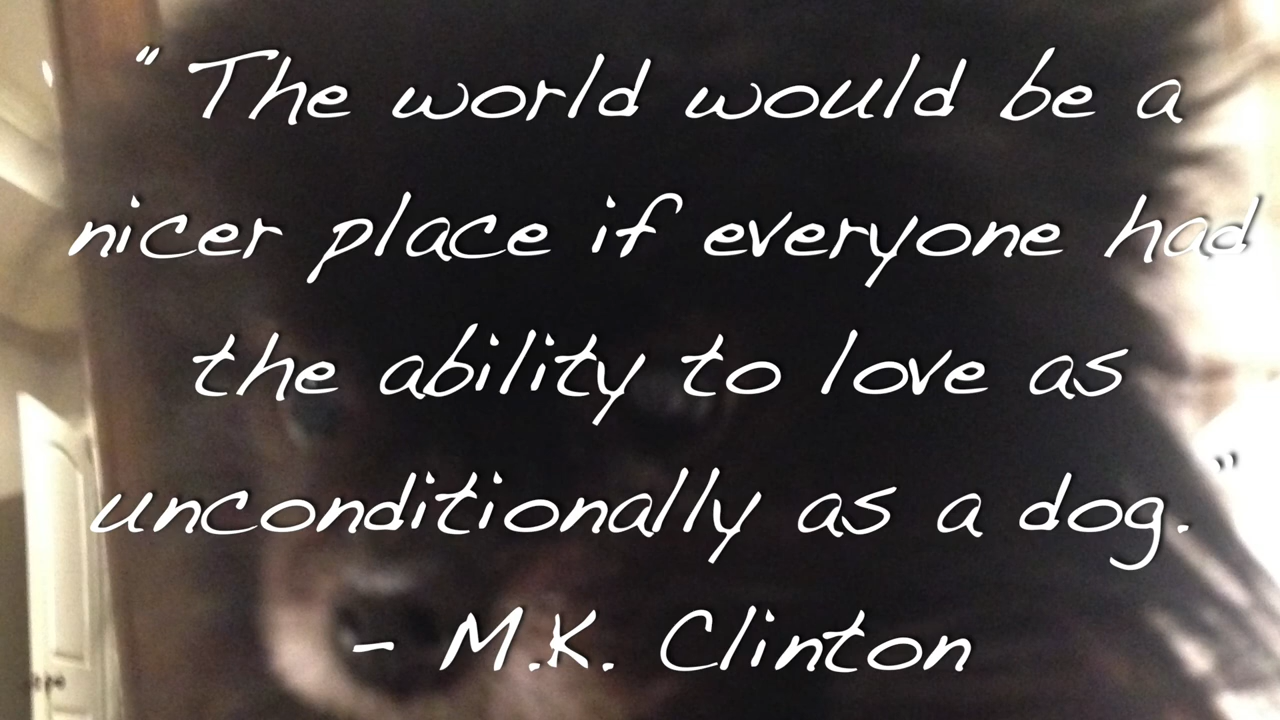 "The world would be a
nicer place if everyone had
the ability to love as
unconditionally as a dog."
- M.K. Clinton